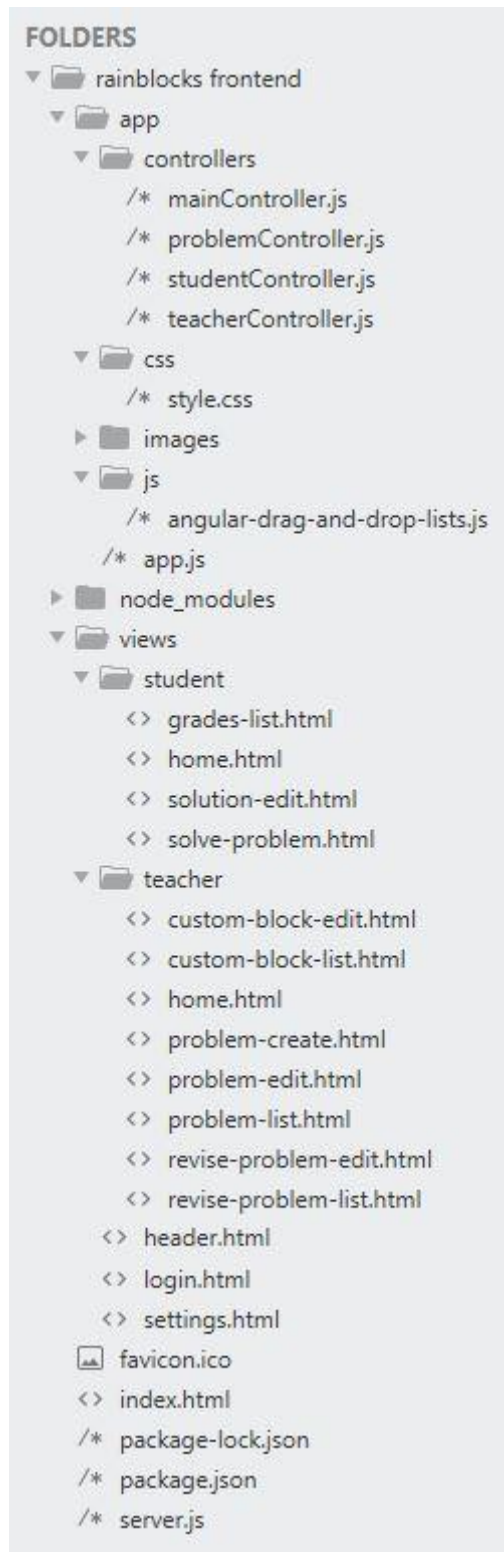 FOLDERS
rainblocks frontend
app
controllers
/* mainController.js
/* problemController.js
/* studentController.js
/* teacherController.js
css
/* style.css
images
js
/* angular-drag-and-drop-lists.js
/* app.js
node_modules
views
student
<> grades-list.html
<> home.html
<> solution-edit.html
<> solve-problem.html
teacher
<> custom-block-edit.html
<> custom-block-list.html
<> home.html
<> problem-create.html
<> problem-edit.html
<> problem-list.html
<> revise-problem-edit.html
<> revise-problem-list.html
<> header.html
<> login.html
<> settings.html
favicon.ico
<> index.html
/* package-lock.json
/* package.json
/* server.js